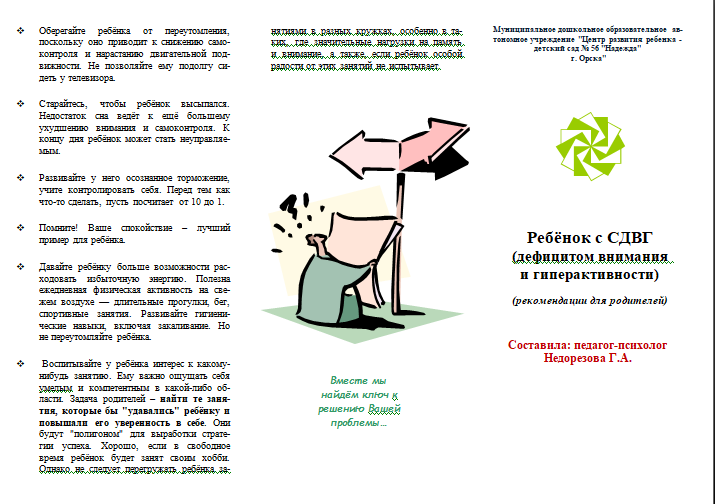 Оберегайте ребёнка от переутомления,
поскольку оно приводит к снижению само-
контроля и нарастанию двигательной под-
вижности. Не позволяйте ему подолгу си-
деть у телевизора.
Старайтесь, чтобы ребёнок высыпался.
Недостаток сна ведёт к ещё большему
ухудшению внимания и самоконтроля. К
концу дня ребёнок может стать неуправляе-
мым.
Развивайте у него осознанное торможение,
учите контролировать себя. Перед тем как
что-то сделать, пусть посчитает от 10 до 1.
Помните! Ваше спокойствие – лучший
пример для ребёнка.
Давайте ребёнку больше возможности рас-
ходовать избыточную энергию. Полезна
ежедневная физическая активность на све-
жем воздухе — длительные прогулки, бег,
спортивные занятия. Развивайте гигиени-
ческие навыки, включая закаливание. Но
не переутомляйте ребёнка.
Воспитывайте у ребёнка интерес к какому-
нибудь занятию. Ему важно ощущать себя
умелым и компетентным в какой-либо об-
ласти. Задача родителей – найти те заня-
тия, которые бы "удавались" ребёнку и
повышали его уверенность в себе. Они
будут "полигоном" для выработки страте-
гии успеха. Хорошо, если в свободное
время ребёнок будет занят своим хобби.
Однако не следует перегружать ребёнка за-
нятиями в разных кружках, особенно в та-
ких, где значительные нагрузки на память
и внимание, а также, если ребёнок особой
радости от этих занятий не испытывает.
Вместе мы
найдём ключ к
решению Вашей
проблемы...
Муниципальное дошкольное образовательное ав-
тономное учреждение "Центр развития ребенка -
детский сад № 56 "Надежда"
г. Орска"
Ребёнок с СДВГ
(дефицитом внимания
и гиперактивности)
(рекомендации для родителей)
Составила: педагог-психолог
Недорезова Г.А.